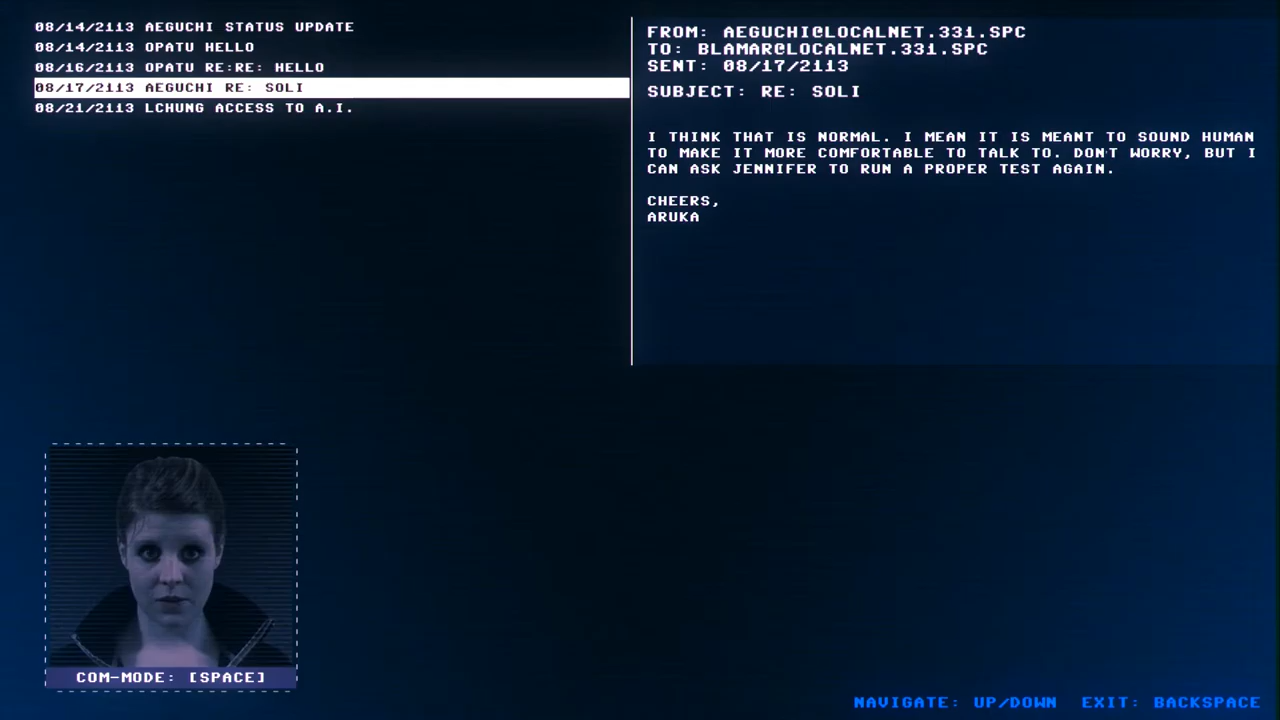 08/14/2113 AEGUCHI STATUS UPDATE
08/14/2113 OPATU HELLO
08/16/2113 OPATU RE:RE: HELLO
08/17/2113 AEGUCHI RE: SOLI
08/21/2113 LCHUNG ACCESS TO A.I.
FROM: AEGUCHI@LOCALNET.331.SPC
TO: BLAMAR@LOCALNET.331.SPC
SENT: 08/17/2113
SUBJECT: RE: SOLI
I THINK THAT IS NORMAL. I MEAN IT IS MEANT TO SOUND HUMAN
TO MAKE IT MORE COMFORTABLE TO TALK TO. DON'T WORRY, BUT I
CAN ASK JENNIFER TO RUN A PROPER TEST AGAIN.
CHEERS,
ARUKA
COM-MODE: [SPACE]
NAVIGATE: UP/DOWN EXIT: BACKSPACE